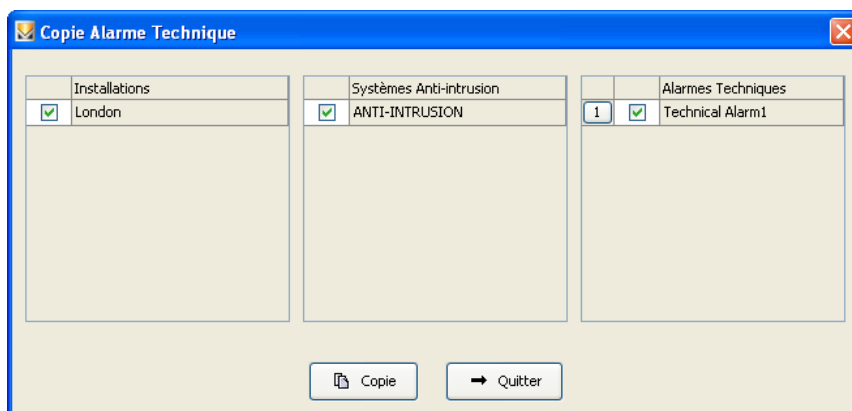 Copie Alarme Technique
Installations
London
Systèmes Anti-intrusion
ANTI-INTRUSION
Alarmes Techniques
1 Technical Alarm1
Copie
Quitter